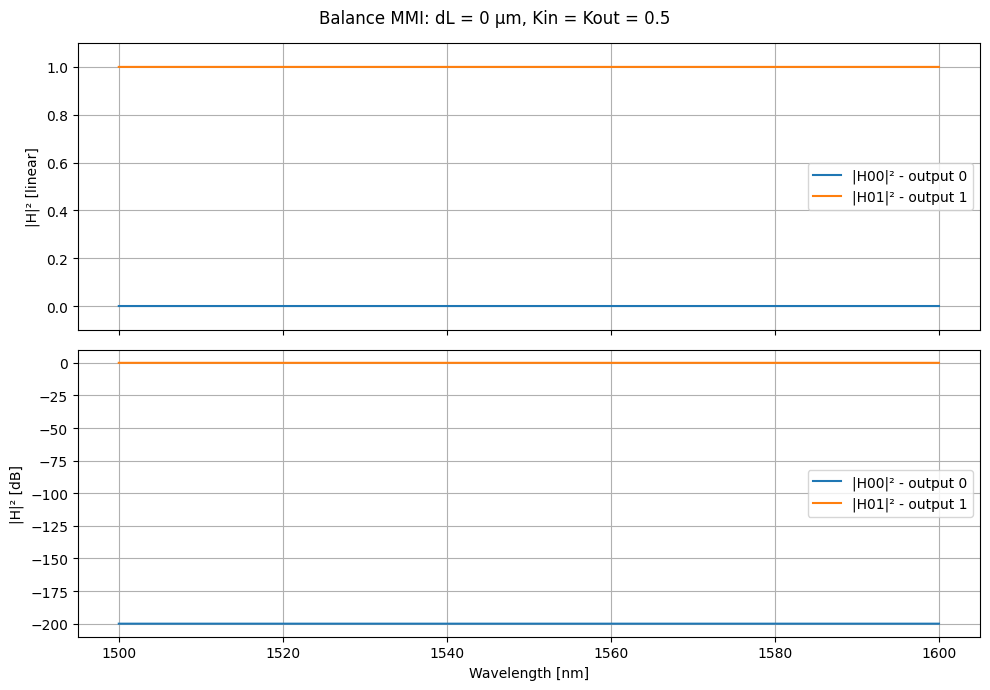 Balance MMI: dL = 0 µm, Kin = Kout = 0.5
|H|² [linear]
1.0
0.8
0.6
0.4
0.2
0.0
|H00|² - output 0
|H01|² - output 1
|H|² [dB]
0
−25
−50
−75
−100
−125
−150
−175
−200
|H00|² - output 0
|H01|² - output 1
1500
1520
1540
1560
1580
1600
Wavelength [nm]